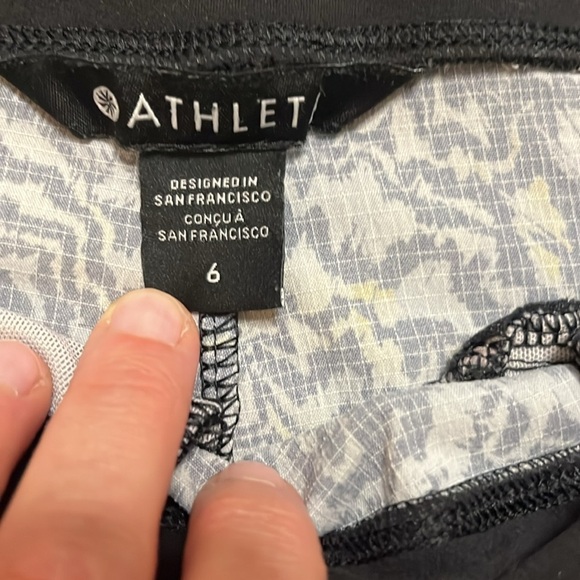 ATHLET
DESIGNED IN
SAN FRANCISCO
CONÇU À
SAN FRANCISCO
6